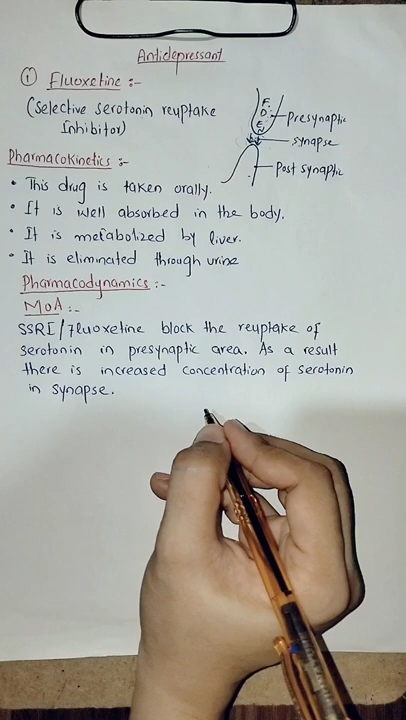 Antidepressant
① Fluoxetine :-
(Selective serotonin reuptake
Inhibitor)
Presynaptic
synapse
Post synaptic
Pharmacokinetics :-
• This drug is taken orally.
• It is well absorbed in the body.
• It is metabolized by liver.
• It is eliminated through urine
Pharmacodynamics :-
MoA :-
SSRI/Fluoxetine block the reuptake of
serotonin in presynaptic area. As a result
there is increased concentration of serotonin
in synapse.